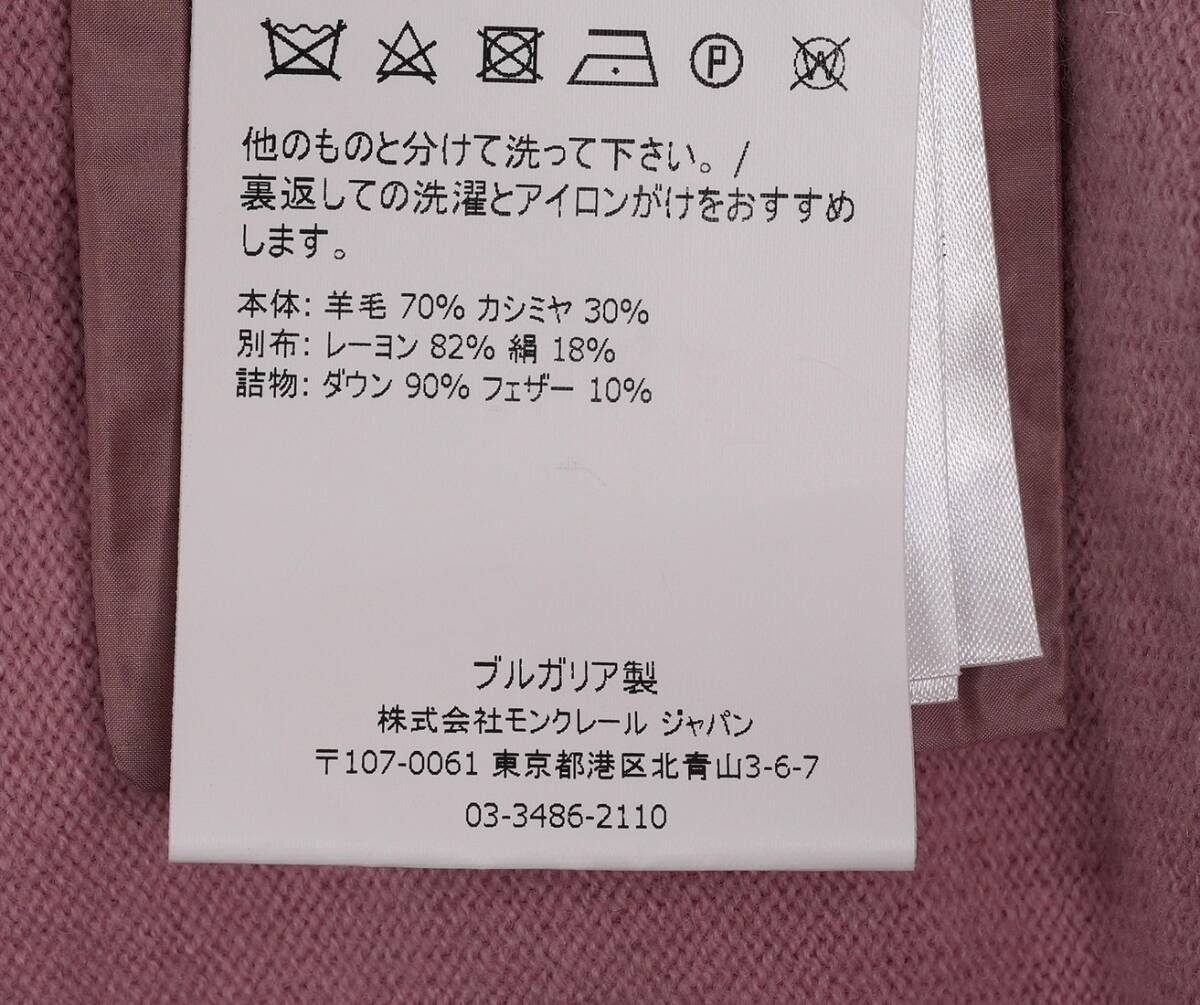 P W
他のものと分けて洗って下さい。/
裏返しての洗濯とアイロンがけをおすすめ
します。
本体: 羊毛 70% カシミヤ 30%
別布: レーヨン 82% 絹 18%
詰物: ダウン 90% フェザー 10%
ブルガリア製
株式会社モンクレール ジャパン
〒107-0061 東京都港区北青山3-6-7
03-3486-2110